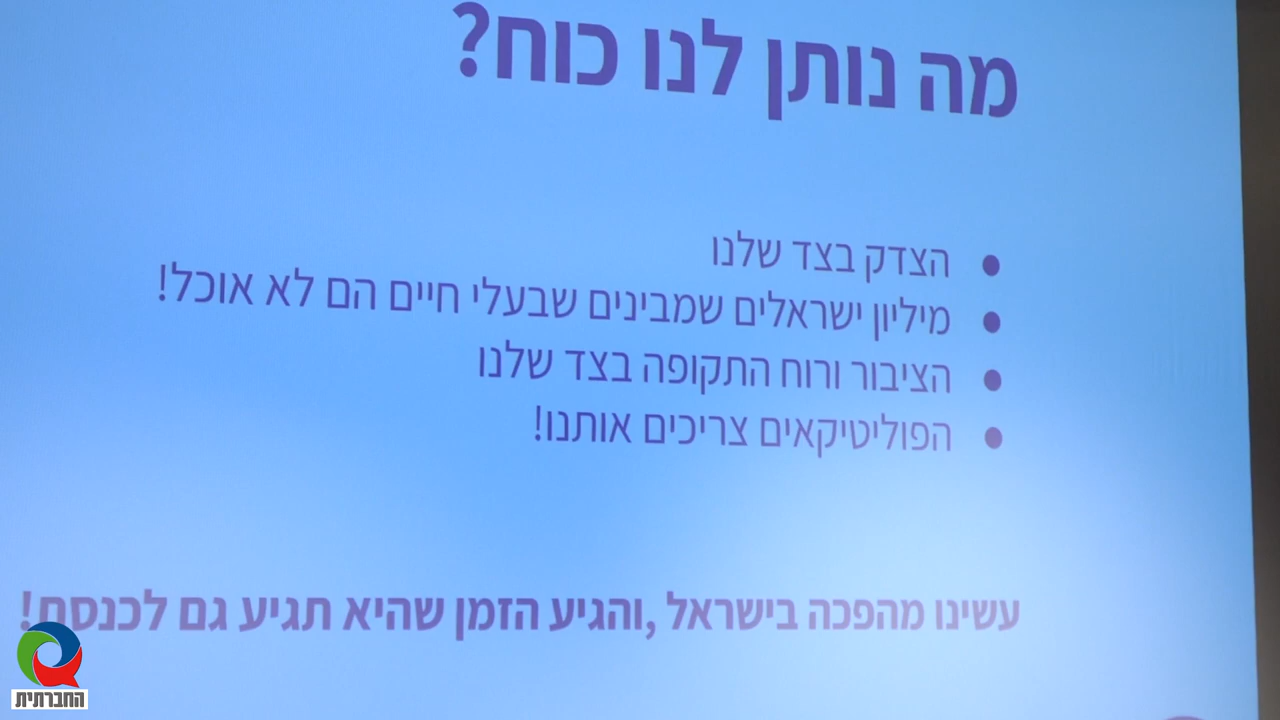 מה נותן לנו כוח?
• הצדק בצד שלנו
• מיליון ישראלים שמבינים שבעלי חיים הם לא אוכל!
• הציבור ורוח התקופה בצד שלנו
• הפוליטיקאים צריכים אותנו!
עשינו מהפכה בישראל ,והגיע הזמן שהיא תגיע גם לכנסת!
החברתית